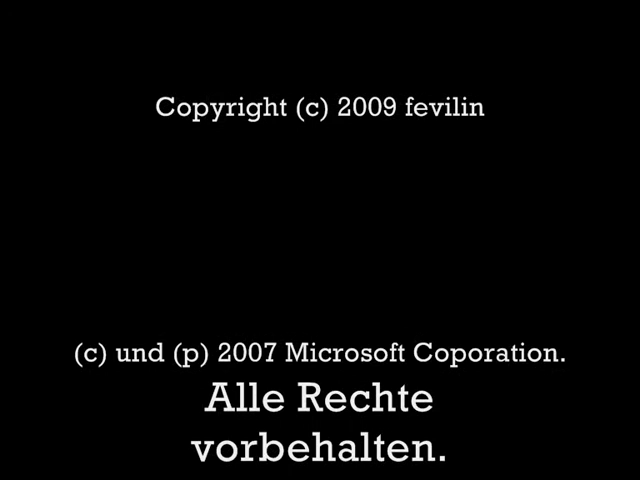 Copyright (c) 2009 fevilin
(c) und (p) 2007 Microsoft Coporation.
Alle Rechte
vorbehalten.